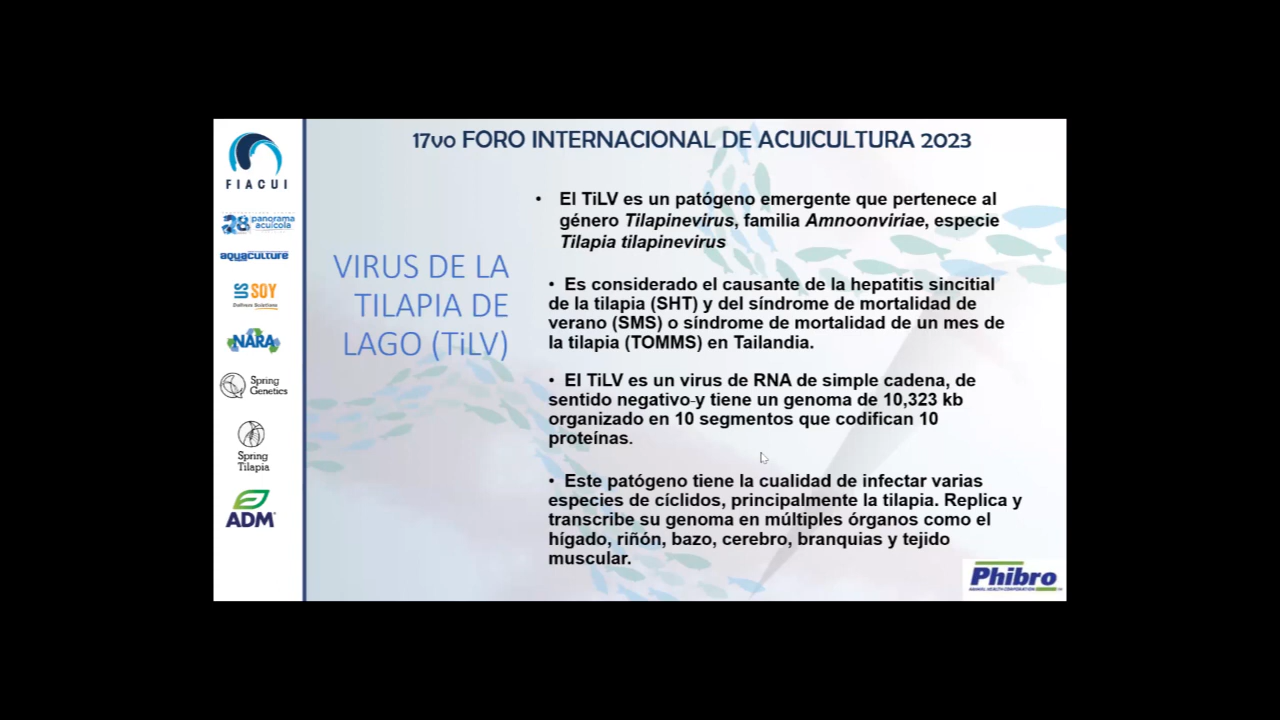 17vo FORO INTERNACIONAL DE ACUICULTURA 2023
FIACUI
28 panorama
acuícola
aquaculture
US
SOY
NARA
Spring
Genetics
Spring
Tilapia
ADM
VIRUS DE LA
TILAPIA DE
LAGO (TiLV)
• El TiLV es un patógeno emergente que pertenece al
género Tilapinevirus, familia Amnoonviriae, especie
Tilapia tilapinevirus
• Es considerado el causante de la hepatitis sincitial
de la tilapia (SHT) y del síndrome de mortalidad de
verano (SMS) o síndrome de mortalidad de un mes de
la tilapia (TOMMS) en Tailandia.
• El TiLV es un virus de RNA de simple cadena, de
sentido negativo-y tiene un genoma de 10,323 kb
organizado en 10 segmentos que codifican 10
proteínas.
• Este patógeno tiene la cualidad de infectar varias
especies de cíclidos, principalmente la tilapia. Replica y
transcribe su genoma en múltiples órganos como el
hígado, riñón, bazo, cerebro, branquias y tejido
muscular.
Phibro
ANIMAL HEALTH CORPORATION